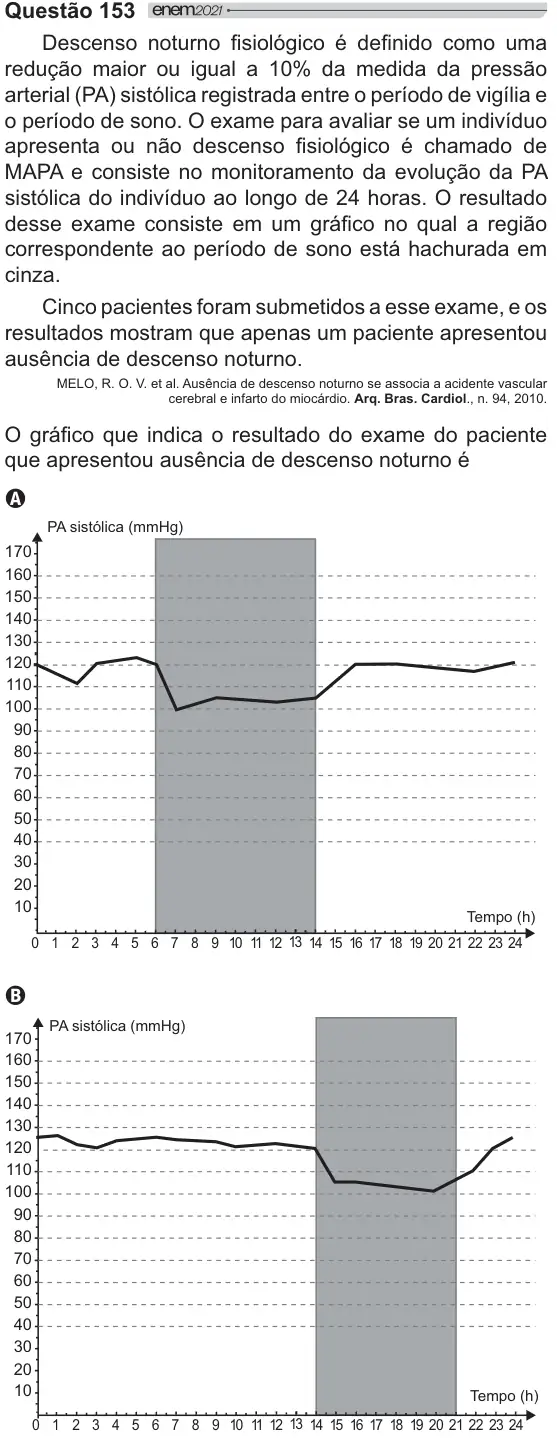 Questão 153 enem2021
Descenso noturno fisiológico é definido como uma
redução maior ou igual a 10% da medida da pressão
arterial (PA) sistólica registrada entre o período de vigília e
o período de sono. O exame para avaliar se um indivíduo
apresenta ou não descenso fisiológico é chamado de
MAPA e consiste no monitoramento da evolução da PA
sistólica do indivíduo ao longo de 24 horas. O resultado
desse exame consiste em um gráfico no qual a região
correspondente ao período de sono está hachurada em
cinza.
Cinco pacientes foram submetidos a esse exame, e os
resultados mostram que apenas um paciente apresentou
ausência de descenso noturno.
MELO, R. O. V. et al. Ausência de descenso noturno se associa a acidente vascular
cerebral e infarto do miocárdio. Arq. Bras. Cardiol., n. 94, 2010.
O gráfico que indica o resultado do exame do paciente
que apresentou ausência de descenso noturno é
A
PA sistólica (mmHg)
170
160
150
140
130
120
110
100
90
80
70
60
50
40
30
20
10
Tempo (h)
0 1 2 3 4 5 6 7 8 9 10 11 12 13 14 15 16 17 18 19 20 21 22 23 24
B
PA sistólica (mmHg)
170
160
150
140
130
120
110
100
90
80
70
60
50
40
30
20
10
Tempo (h)
0 1 2 3 4 5 6 7 8 9 10 11 12 13 14 15 16 17 18 19 20 21 22 23 24